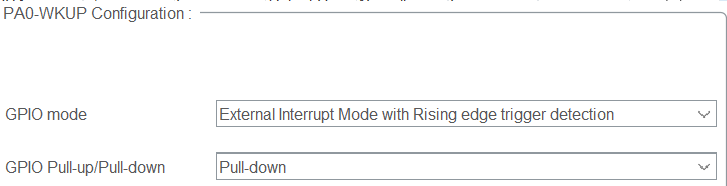 PA0-WKUP Configuration :
GPIO mode
External Interrupt Mode with Rising edge trigger detection
GPIO Pull-up/Pull-down
Pull-down